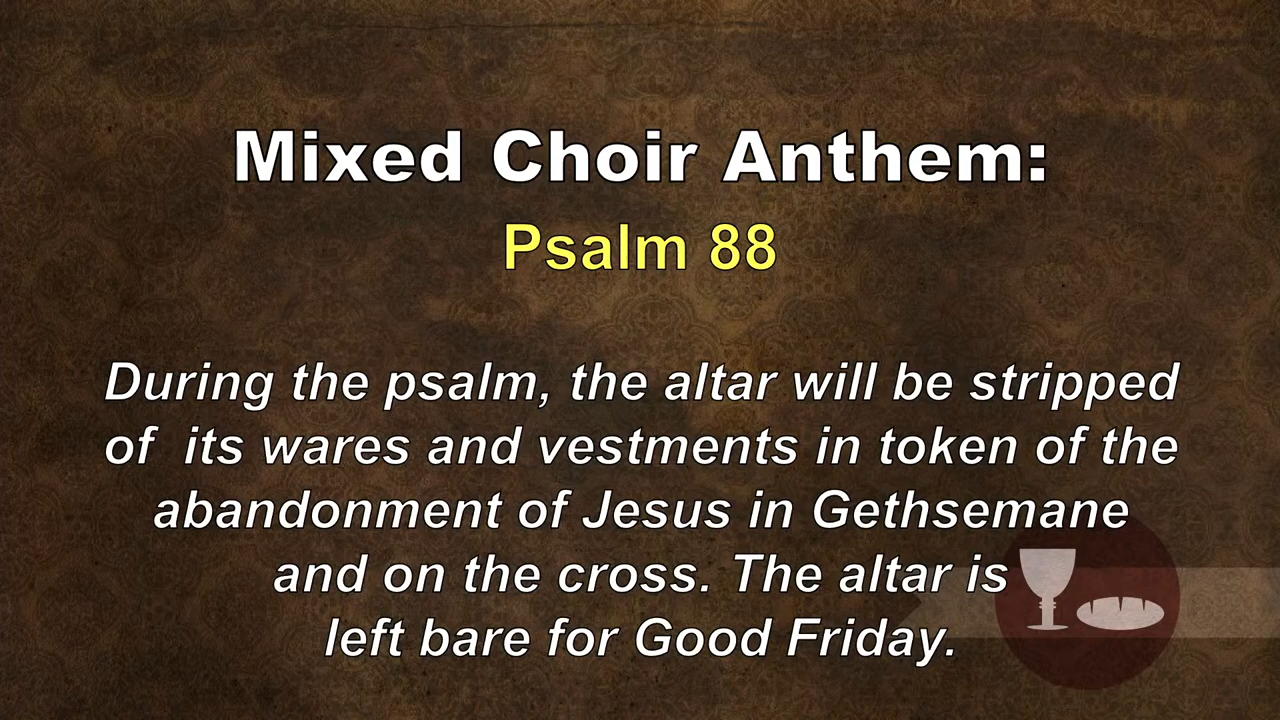 Mixed Choir Anthem:
Psalm 88
During the psalm, the altar will be stripped
of  its wares and vestments in token of the
abandonment of Jesus in Gethsemane
and on the cross. The altar is
left bare for Good Friday.